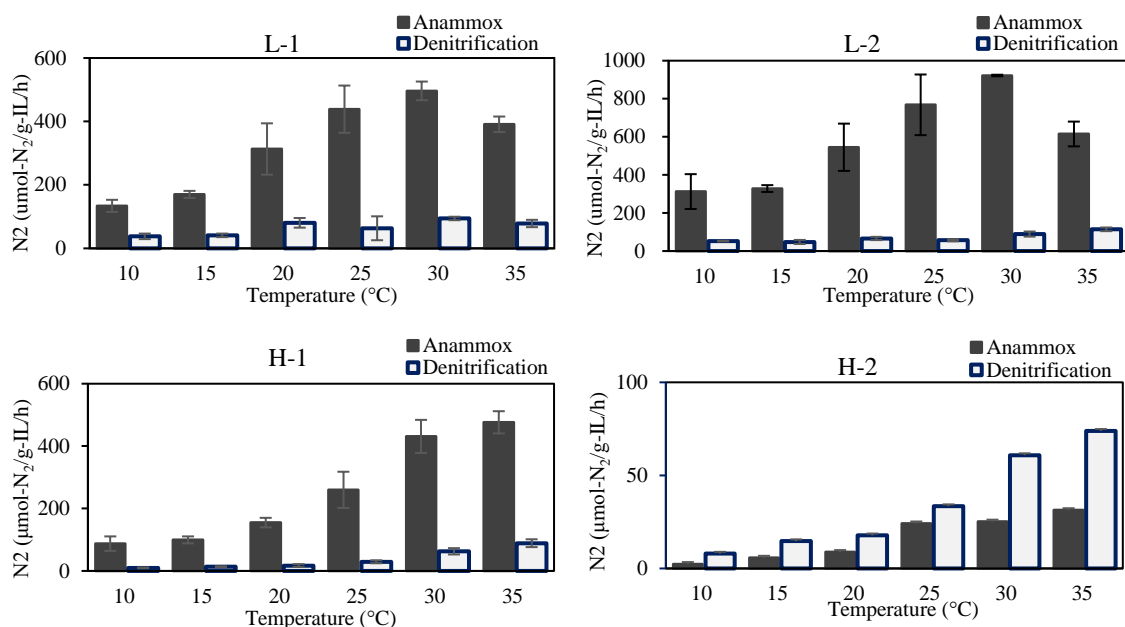 L-1
Anammox
Denitrification
N2 (umol-N₂/g-IL/h)
600
400
200
0
10 15 20 25 30 35
Temperature (°C)
L-2
Anammox
Denitrification
N2 (umol-N₂/g-IL/h)
1000
800
600
400
200
0
10 15 20 25 30 35
Temperature (°C)
H-1
Anammox
Denitrification
N2 (μmol-N₂/g-IL/h)
600
400
200
0
10 15 20 25 30 35
Temperature (°C)
H-2
Anammox
Denitrification
N2 (μmol-N₂/g-IL/h)
100
50
0
10 15 20 25 30 35
Temperature (°C)